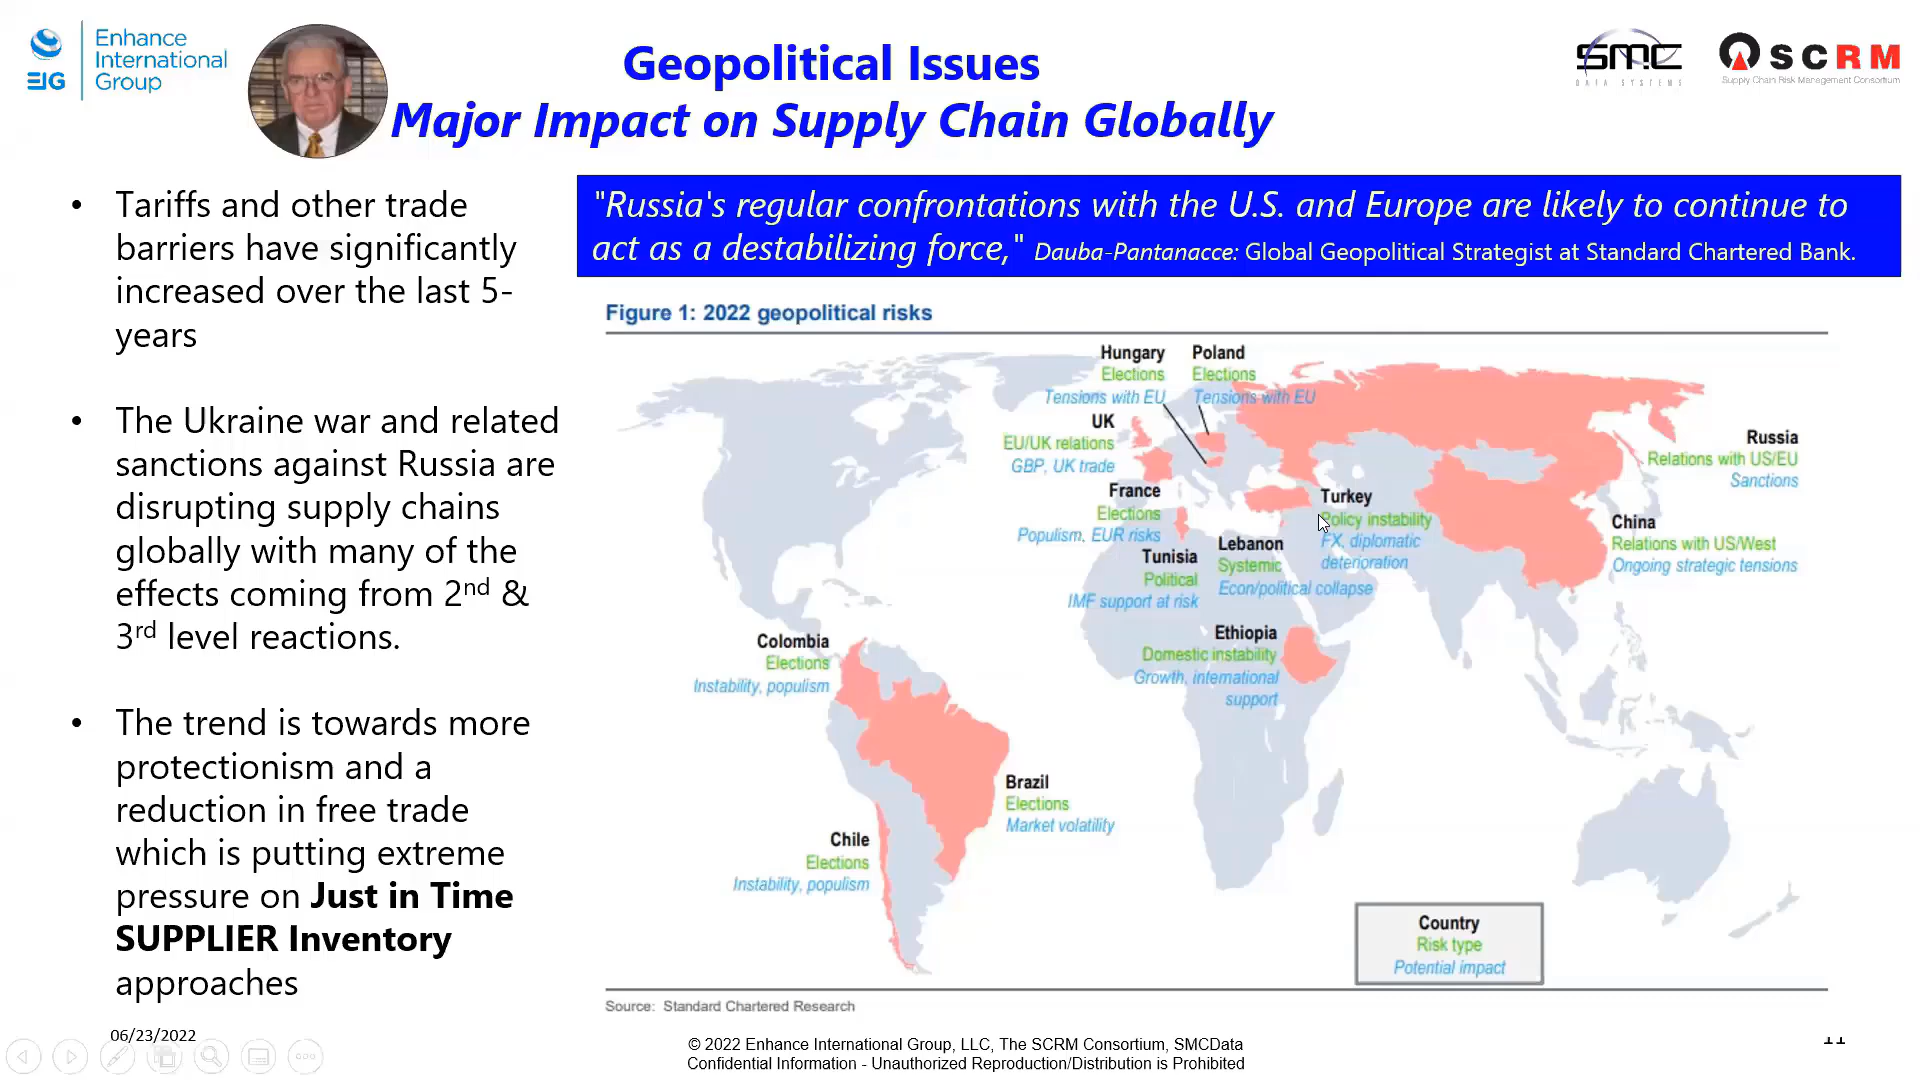 EIG
Enhance
International
Group
Geopolitical Issues
Major Impact on Supply Chain Globally
SMC
DATA SYSTEMS
SCRM
Supply Chain Risk Management Consortium
• Tariffs and other trade
barriers have significantly
increased over the last 5-
years
• The Ukraine war and related
sanctions against Russia are
disrupting supply chains
globally with many of the
effects coming from 2nd &
3rd level reactions.
• The trend is towards more
protectionism and a
reduction in free trade
which is putting extreme
pressure on Just in Time
SUPPLIER Inventory
approaches
"Russia's regular confrontations with the U.S. and Europe are likely to continue to
act as a destabilizing force," Dauba-Pantanacce: Global Geopolitical Strategist at Standard Chartered Bank.
Figure 1: 2022 geopolitical risks
Hungary
Elections
Tensions with EU
Poland
Elections
Tensions with EU
UK
EU/UK relations
GBP, UK trade
France
Elections
Populism, EUR risks
Tunisia
Political
IMF support at risk
Lebanon
Systemic
Econ/political collapse
Turkey
Policy instability
FX, diplomatic
deterioration
Russia
Relations with US/EU
Sanctions
China
Relations with US/West
Ongoing strategic tensions
Ethiopia
Domestic instability
Growth, international
support
Colombia
Elections
Instability, populism
Brazil
Elections
Market volatility
Chile
Elections
Instability, populism
Country
Risk type
Potential impact
Source: Standard Chartered Research
06/23/2022
© 2022 Enhance International Group, LLC, The SCRM Consortium, SMCData
Confidential Information - Unauthorized Reproduction/Distribution is Prohibited
11